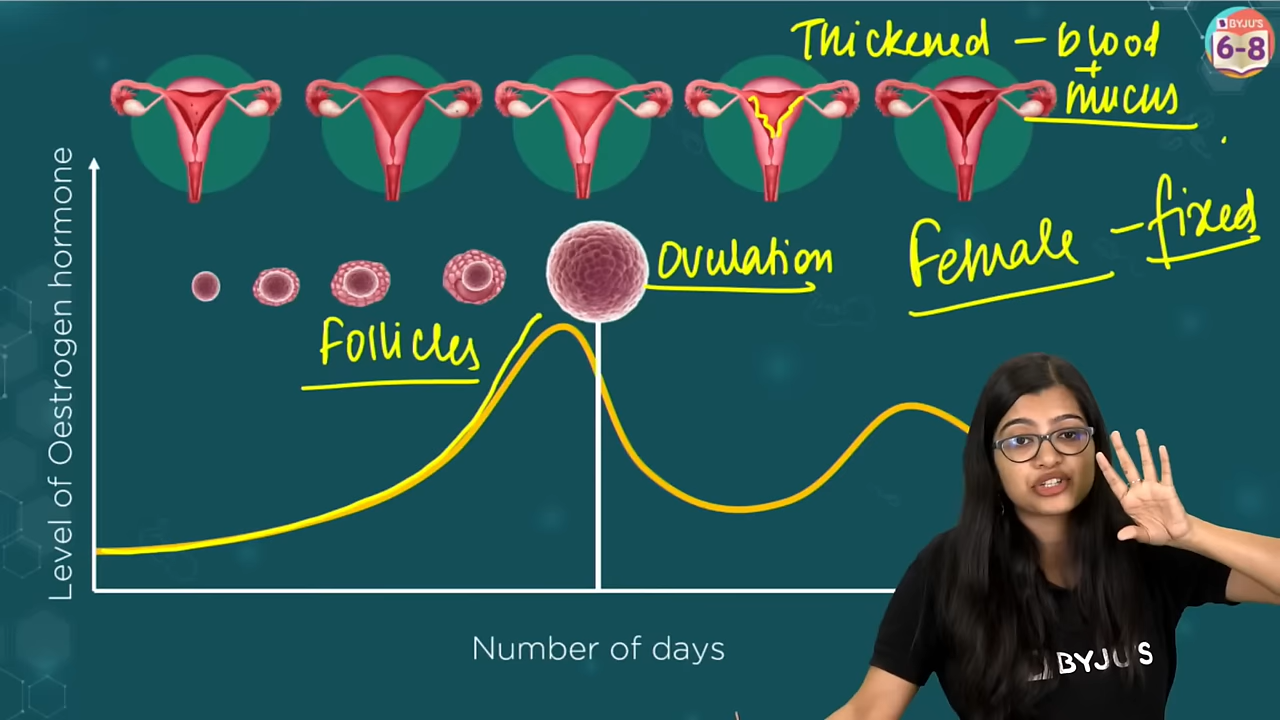 Thickened - blood
+
mucus
BYJU'S
6-8
Female - fixed
Ovulation
Follicles
Level of Oestrogen hormone
Number of days
BYJU'S